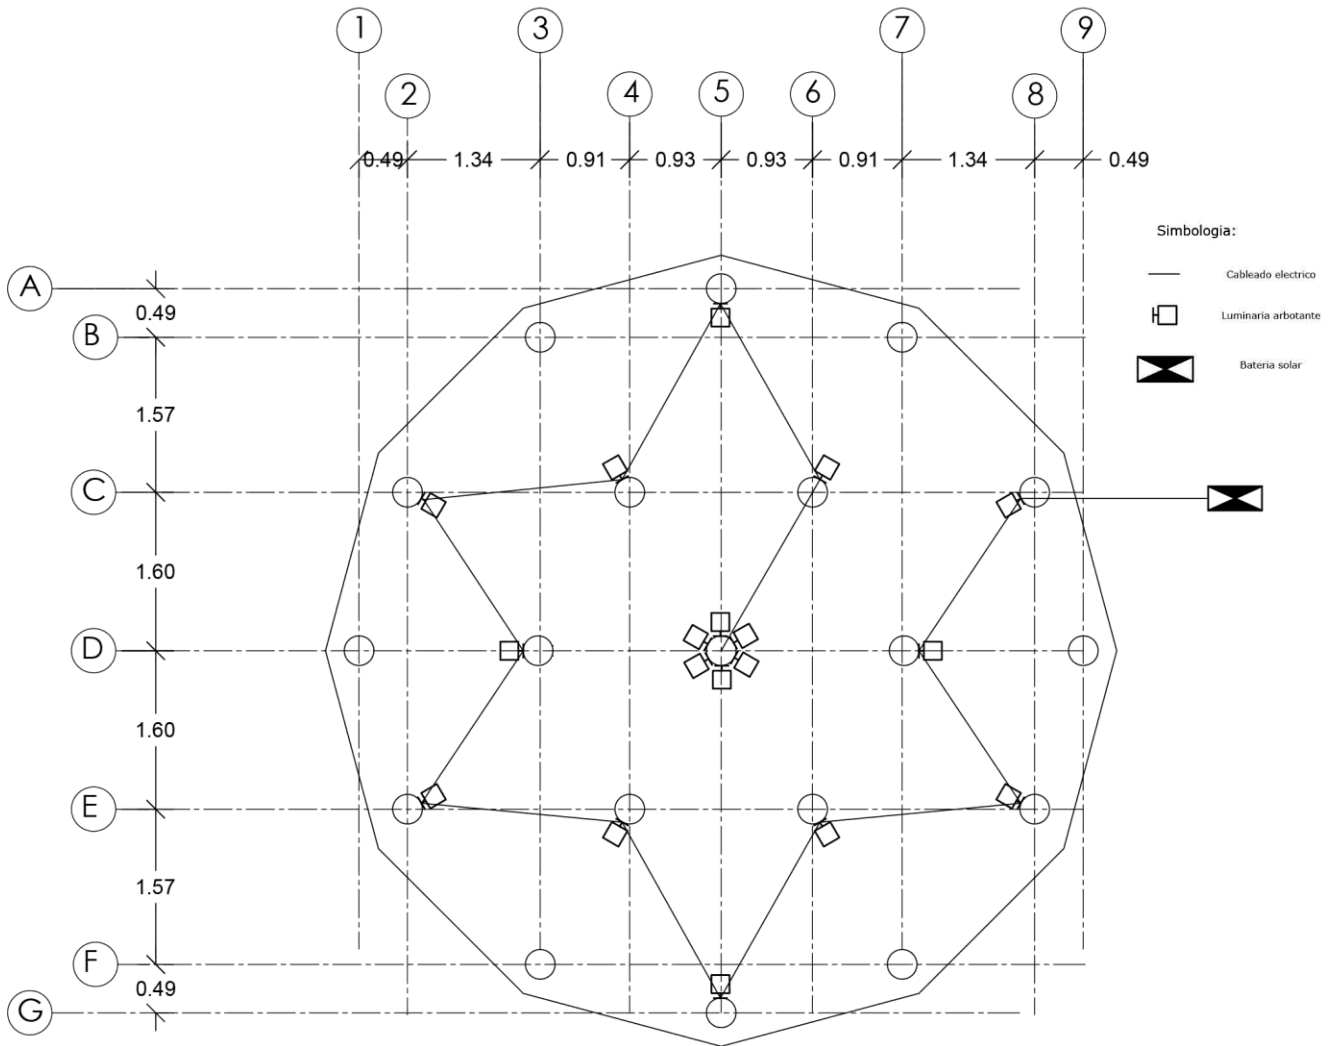 1 3 7 9
2 4 5 6 8
0.49 1.34 0.91 0.93 0.93 0.91 1.34 0.49
Simbologia:
Cableado electrico
Luminaria arbotante
Bateria solar
A
0.49
B
1.57
C
1.60
D
1.60
E
1.57
F
0.49
G